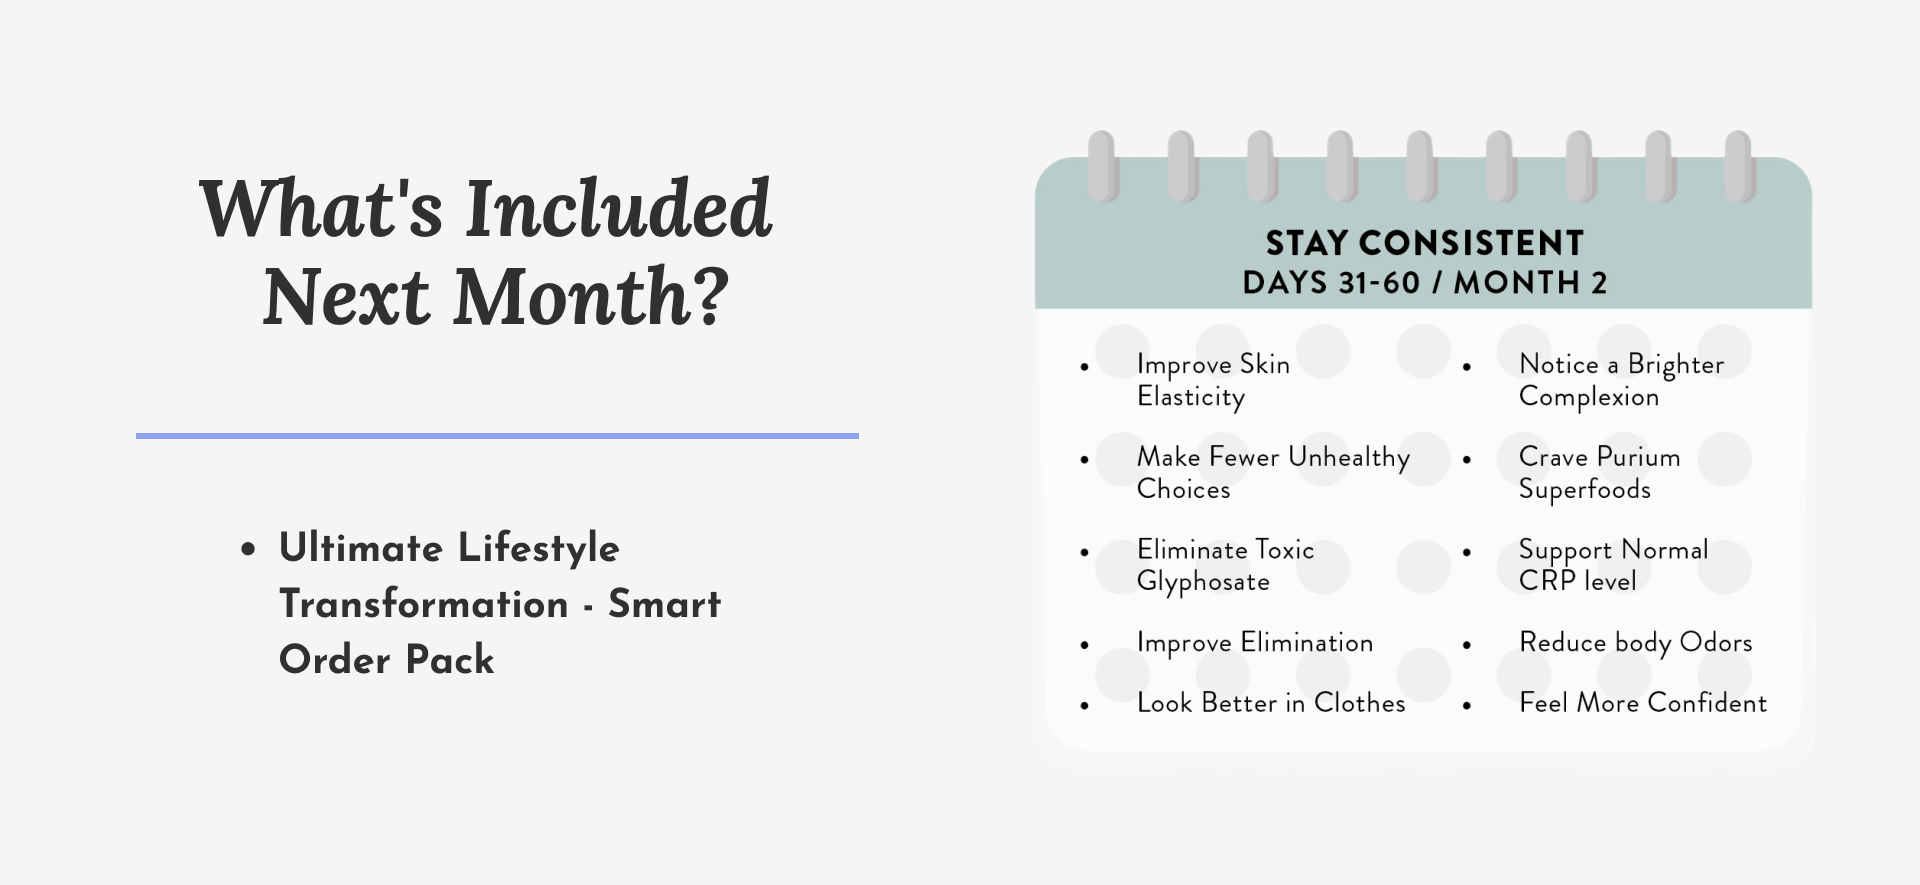 What's Included
Next Month?
• Ultimate Lifestyle
Transformation - Smart
Order Pack
STAY CONSISTENT
DAYS 31-60 / MONTH 2
• Improve Skin
Elasticity
• Make Fewer Unhealthy
Choices
• Eliminate Toxic
Glyphosate
• Improve Elimination
• Look Better in Clothes
• Notice a Brighter
Complexion
• Crave Purium
Superfoods
• Support Normal
CRP level
• Reduce body Odors
• Feel More Confident